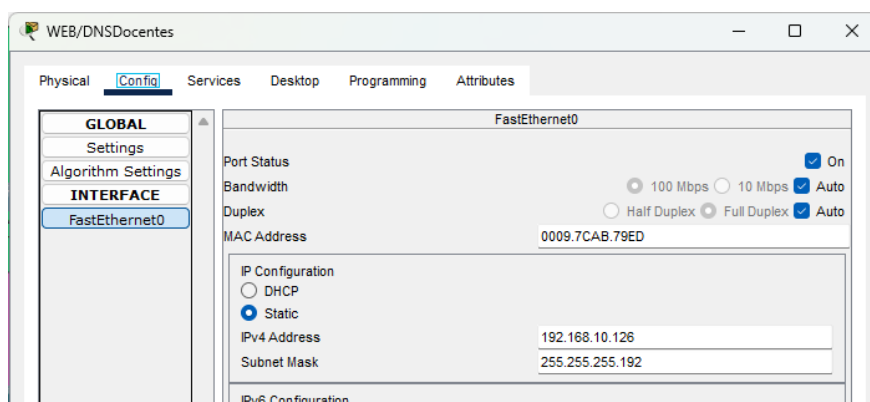 WEB/DNSDocentes
Physical Config Services Desktop Programming Attributes
GLOBAL
Settings
Algorithm Settings
INTERFACE
FastEthernet0
FastEthernet0
Port Status On
Bandwidth 100 Mbps 10 Mbps Auto
Duplex Half Duplex Full Duplex Auto
MAC Address 0009.7CAB.79ED
IP Configuration
DHCP
Static
IPv4 Address 192.168.10.126
Subnet Mask 255.255.255.192
IPv6 Configuration